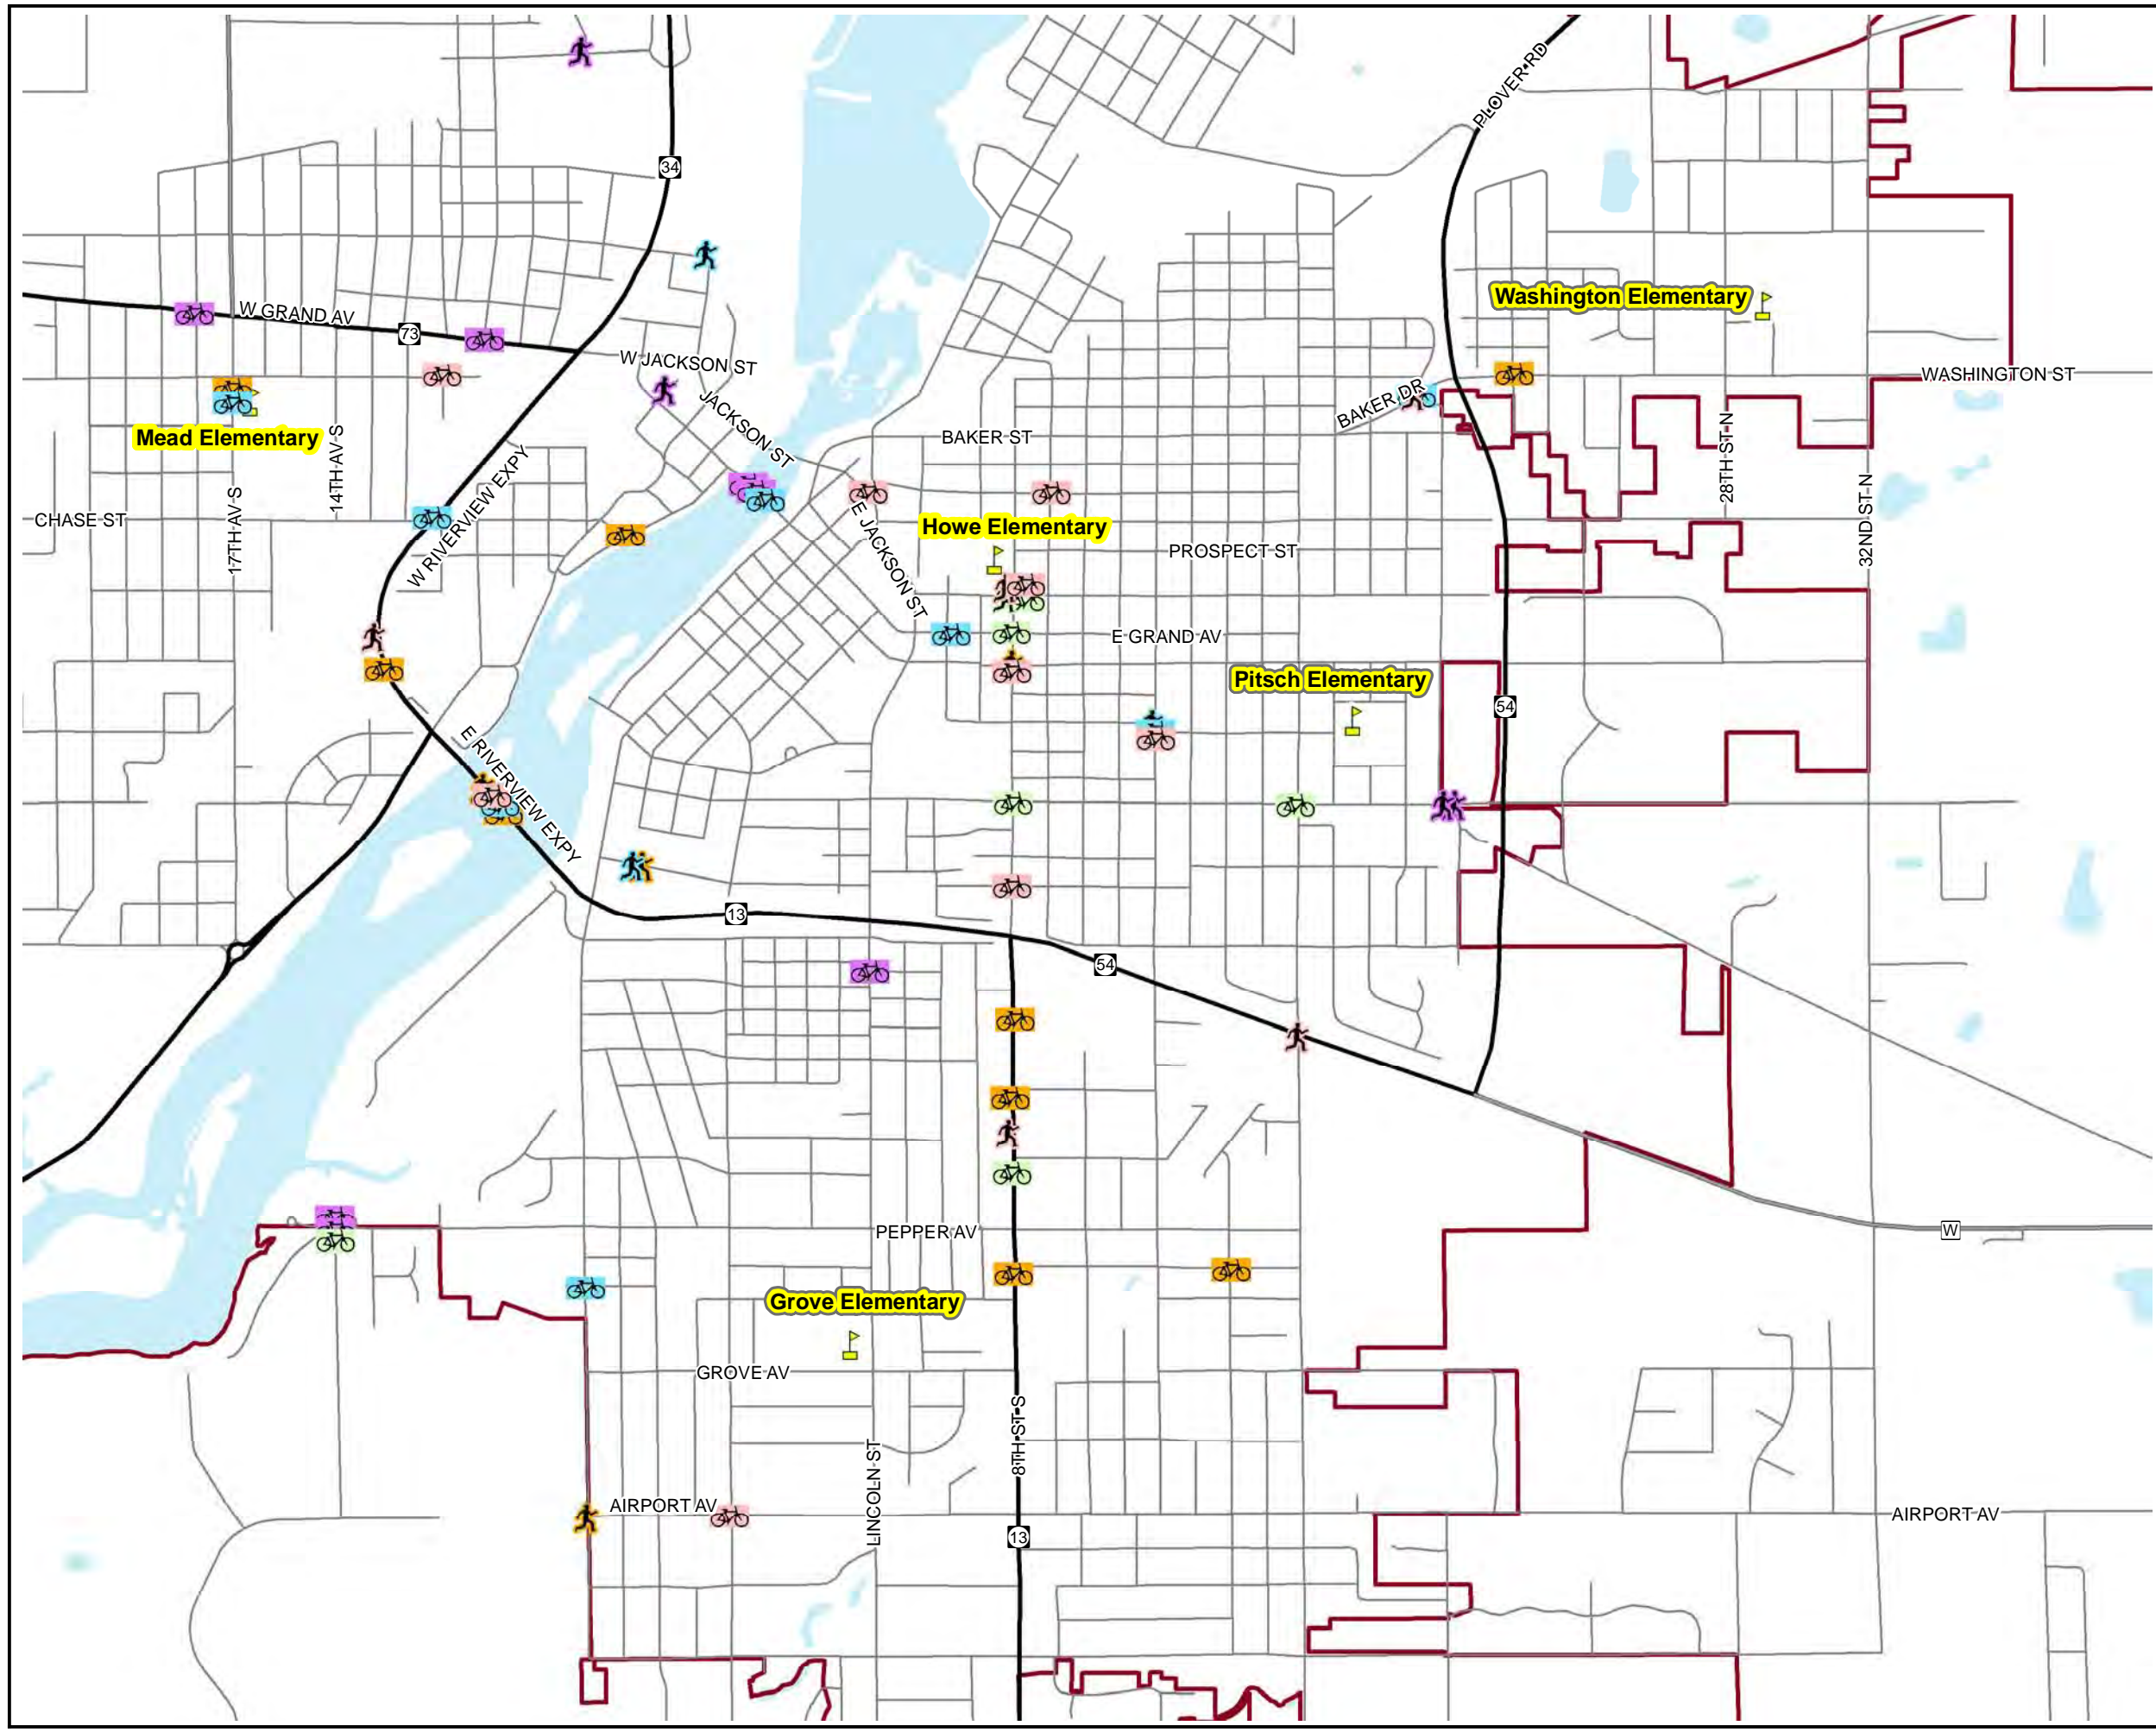 PLOVER RD
34
W GRAND AV
73
Washington Elementary
W JACKSON ST
WASHINGTON ST
BAKER DR
JACKSON ST
Mead Elementary
BAKER ST
14TH AV S
28TH ST N
W RIVERVIEW EXPY
CHASE ST
17TH AV S
Howe Elementary
E JACKSON ST
PROSPECT ST
32ND ST N
E GRAND AV
Pitsch Elementary
54
E RIVERVIEW EXPY
13
54
PEPPER AV
W
Grove Elementary
GROVE AV
8TH ST S
LINCOLN ST
AIRPORT AV
AIRPORT AV
13